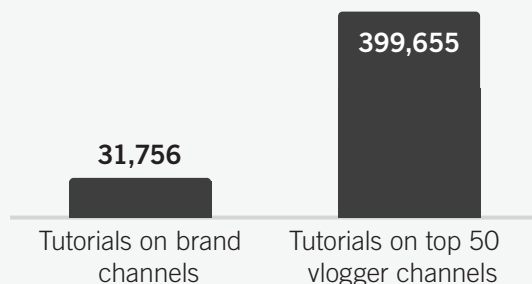 399,655
31,756
Tutorials on brand
channels
Tutorials on top 50
vlogger channels